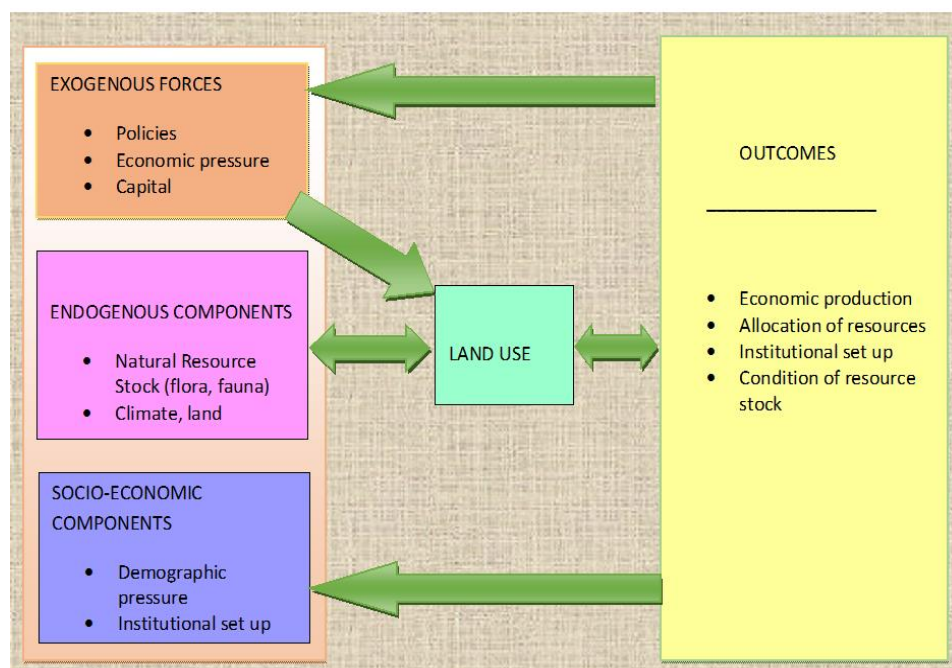 EXOGENOUS FORCES
• Policies
• Economic pressure
• Capital
ENDOGENOUS COMPONENTS
• Natural Resource
Stock (flora, fauna)
• Climate, land
SOCIO-ECONOMIC
COMPONENTS
• Demographic
pressure
• Institutional set up
LAND USE
OUTCOMES
• Economic production
• Allocation of resources
• Institutional set up
• Condition of resource
stock